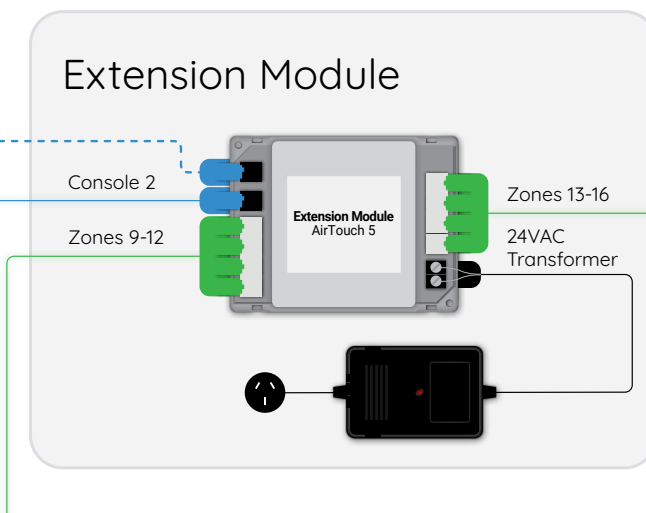 Extension Module
Console 2
Zones 9-12
Extension Module
AirTouch 5
Zones 13-16
24VAC
Transformer